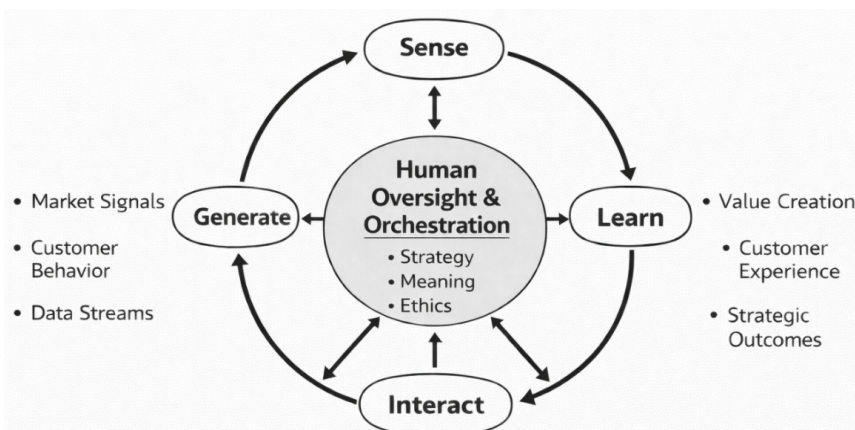 Sense
Human
Oversight &
Orchestration
• Strategy
• Meaning
• Ethics
Generate
Learn
Interact
• Market Signals
• Customer
Behavior
• Data Streams
• Value Creation
• Customer
Experience
• Strategic
Outcomes